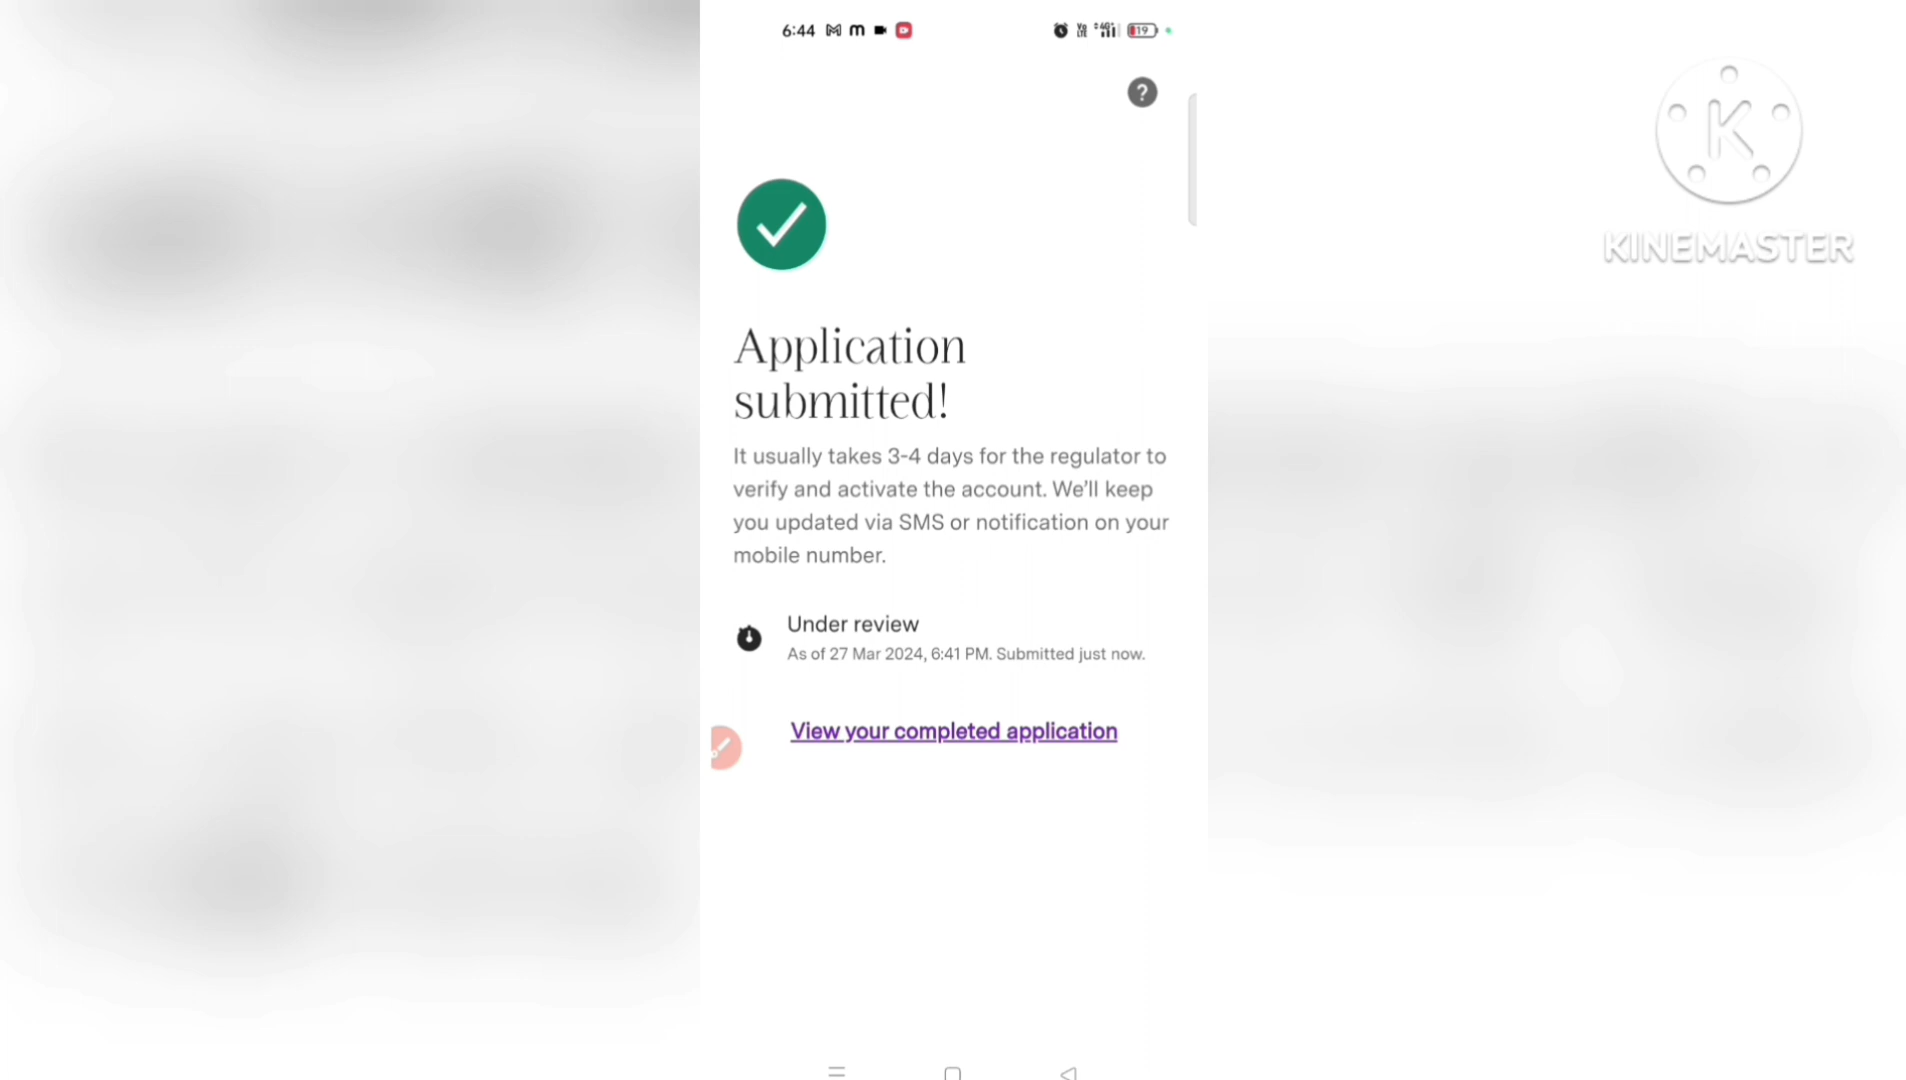 6:44
19
?
K
KINEMASTER
Application
submitted!
It usually takes 3-4 days for the regulator to
verify and activate the account. We'll keep
you updated via SMS or notification on your
mobile number.
Under review
As of 27 Mar 2024, 6:41 PM. Submitted just now.
View your completed application